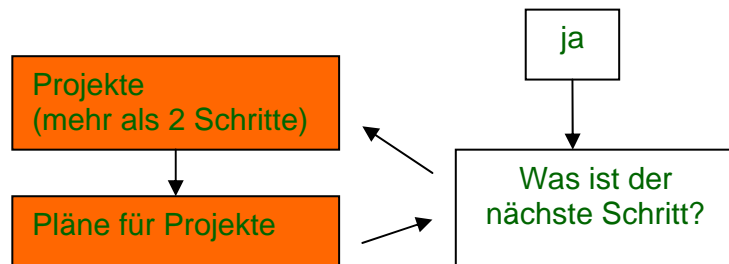 ja
Projekte
(mehr als 2 Schritte)
Was ist der
nächste Schritt?
Pläne für Projekte